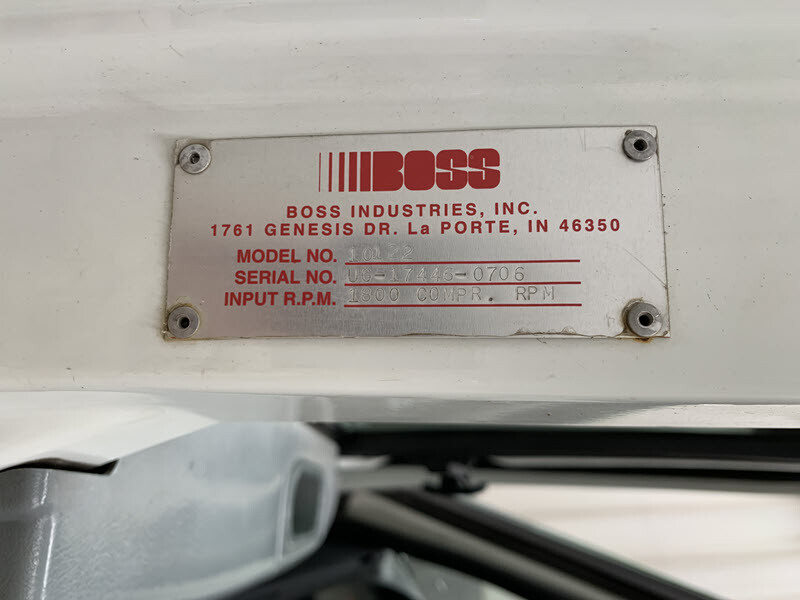 BOSS
BOSS INDUSTRIES, INC.
1761 GENESIS DR. La PORTE, IN 46350
MODEL NO.
SERIAL NO.
INPUT R.P.M. 1800 COMPR. RPM